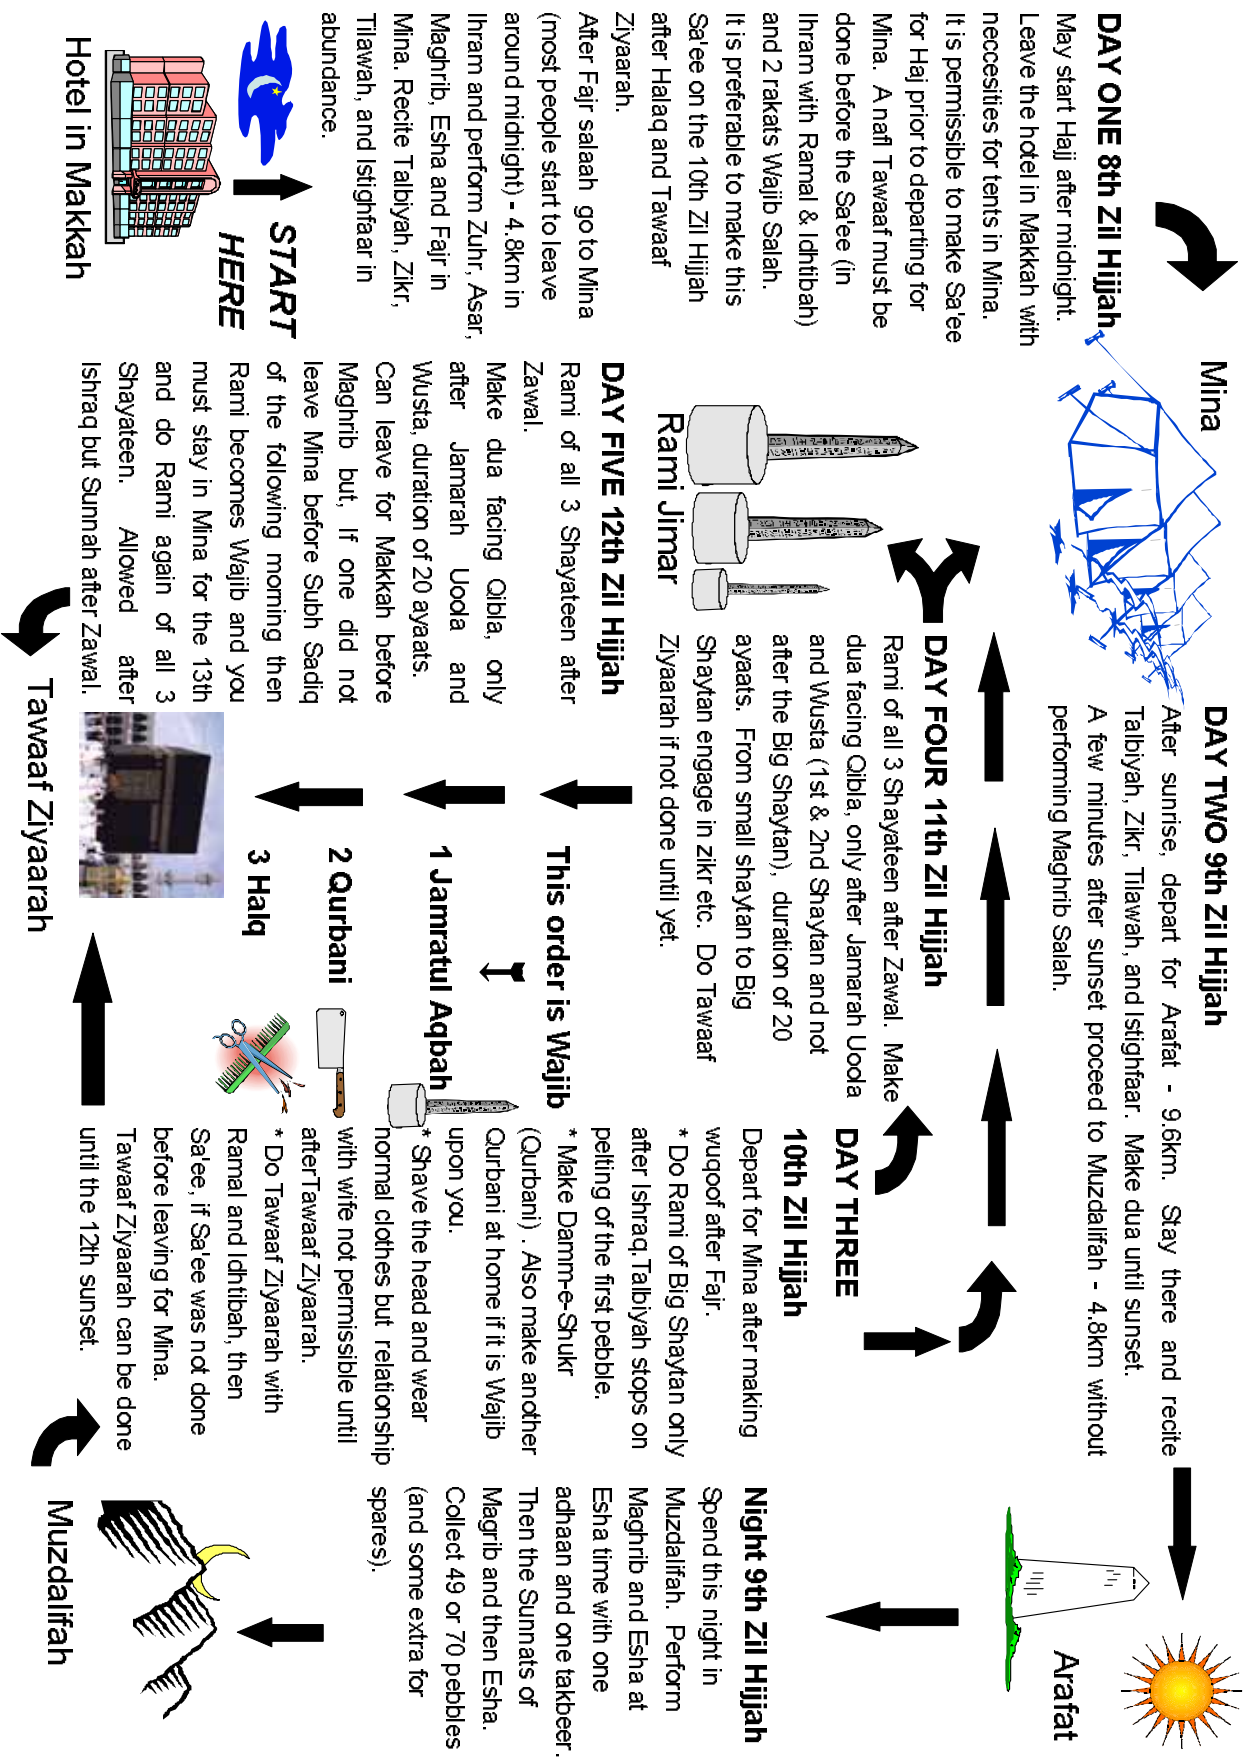 DAY ONE 8th Zil Hijjah
May start Hajj after midnight.
Leave the hotel in Makkah with
neccesities for tents in Mina.
It is permissible to make Sa'ee
for Haj prior to departing for
Mina. A nafl Tawaaf must be
done before the Sa'ee (in
Ihram with Ramal & Idhtibah)
and 2 rakats Wajib Salah.
It is preferable to make this
Sa'ee on the 10th Zil Hijjah
after Halaq and Tawaaf
Ziyaarah.
After Fajr salaah go to Mina
(most people start to leave
around midnight) - 4.8km in
Ihram and perform Zuhr, Asar,
Maghrib, Esha and Fajr in
Mina. Recite Talbiyah, Zikr,
Tilawah, and Istighfaar in
abundance.
START
HERE
Hotel in Makkah
Mina
DAY TWO 9th Zil Hijjah
After sunrise, depart for Arafat - 9.6km. Stay there and recite
Talbiyah, Zikr, Tilawah, and Istighfaar. Make dua until sunset.
A few minutes after sunset proceed to Muzdalifah - 4.8km without
performing Maghrib Salah.
Arafat
Night 9th Zil Hijjah
Spend this night in
Muzdalifah. Perform
Maghrib and Esha at
Esha time with one
adhaan and one takbeer.
Then the Sunnats of
Magrib and then Esha.
Collect 49 or 70 pebbles
(and some extra for
spares).
Muzdalifah
DAY THREE
10th Zil Hijjah
Depart for Mina after making
wuqoof after Fajr.
* Do Rami of Big Shaytan only
after Ishraq.Talbiyah stops on
pelting of the first pebble.
* Make Damm-e-Shukr
(Qurbani) . Also make another
Qurbani at home if it is Wajib
upon you.
* Shave the head and wear
normal clothes but relationship
with wife not permissible until
afterTawaaf Ziyaarah.
* Do Tawaaf Ziyaarah with
Ramal and Idhtibah, then
Sa'ee, if Sa'ee was not done
before leaving for Mina.
Tawaaf Ziyaarah can be done
until the 12th sunset.
This order is Wajib
1 Jamratul Aqbah
2 Qurbani
3 Halq
Tawaaf Ziyaarah
DAY FOUR 11th Zil Hijjah
Rami of all 3 Shayateen after Zawal. Make
dua facing Qibla, only after Jamarah Uoola
and Wusta (1st & 2nd Shaytan and not
after the Big Shaytan), duration of 20
ayaats. From small shaytan to Big
Shaytan engage in zikr etc. Do Tawaaf
Ziyaarah if not done until yet.
Rami Jimar
DAY FIVE 12th Zil Hijjah
Rami of all 3 Shayateen after
Zawal.
Make dua facing Qibla, only
after Jamarah Uoola and
Wusta, duration of 20 ayaats.
Can leave for Makkah before
Maghrib but, If one did not
leave Mina before Subh Sadiq
of the following morning then
Rami becomes Wajib and you
must stay in Mina for the 13th
and do Rami again of all 3
Shayateen. Allowed after
Ishraq but Sunnah after Zawal.